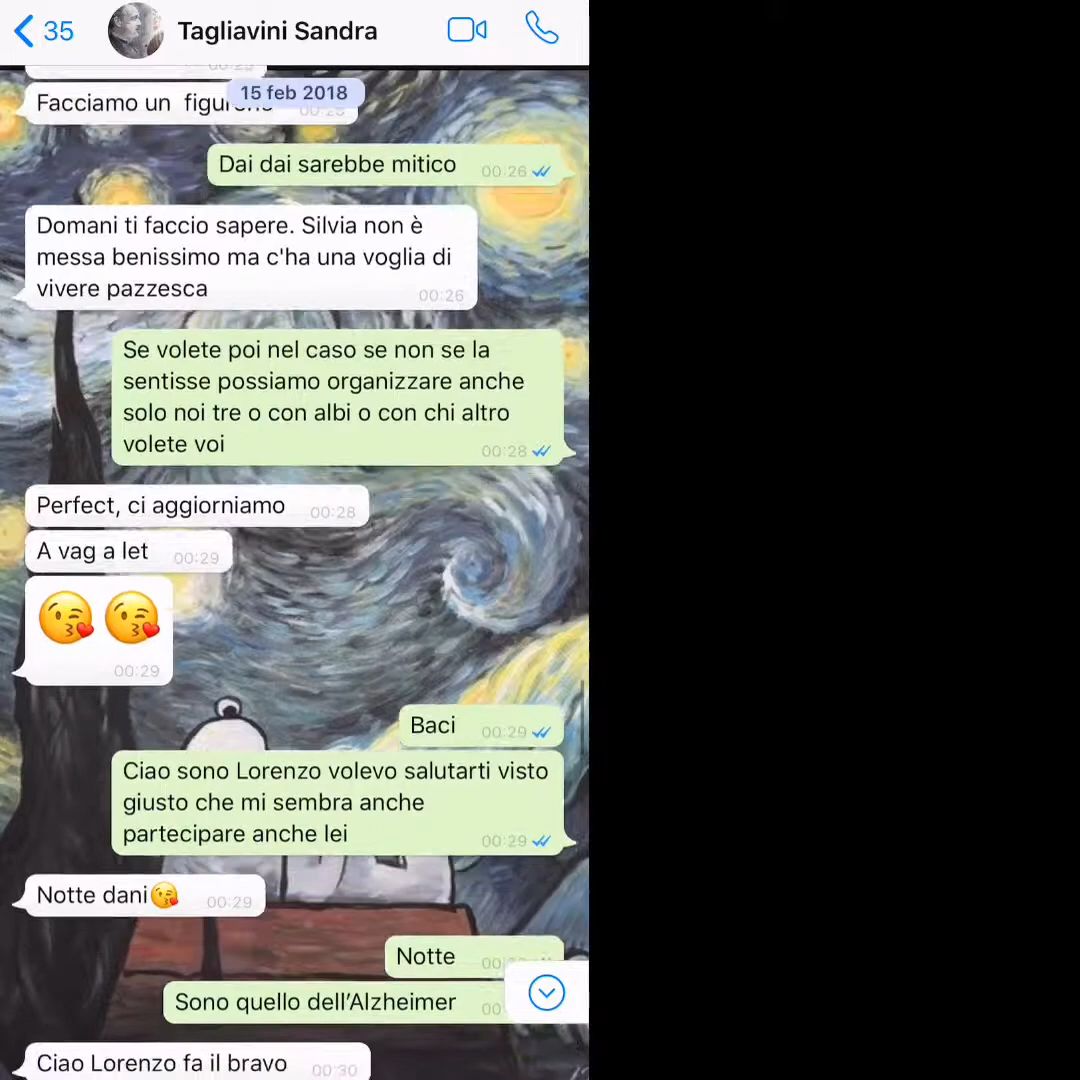 35
Tagliavini Sandra
00:25
15 feb 2018
Facciamo un
00:25
Dai dai sarebbe mitico 00:26
Domani ti faccio sapere. Silvia non è
messa benissimo ma c'ha una voglia di
vivere pazzesca
00:26
Se volete poi nel caso se non se la
sentisse possiamo organizzare anche
solo noi tre o con albi o con chi altro
volete voi
00:28
Perfect, ci aggiorniamo 00:28
A vag a let 00:29
00:29
Baci 00:29
Ciao sono Lorenzo volevo salutarti visto
giusto che mi sembra anche
partecipare anche lei
00:29
Notte dani 00:29
Notte
Sono quello dell’Alzheimer
Ciao Lorenzo fa il bravo 00:30